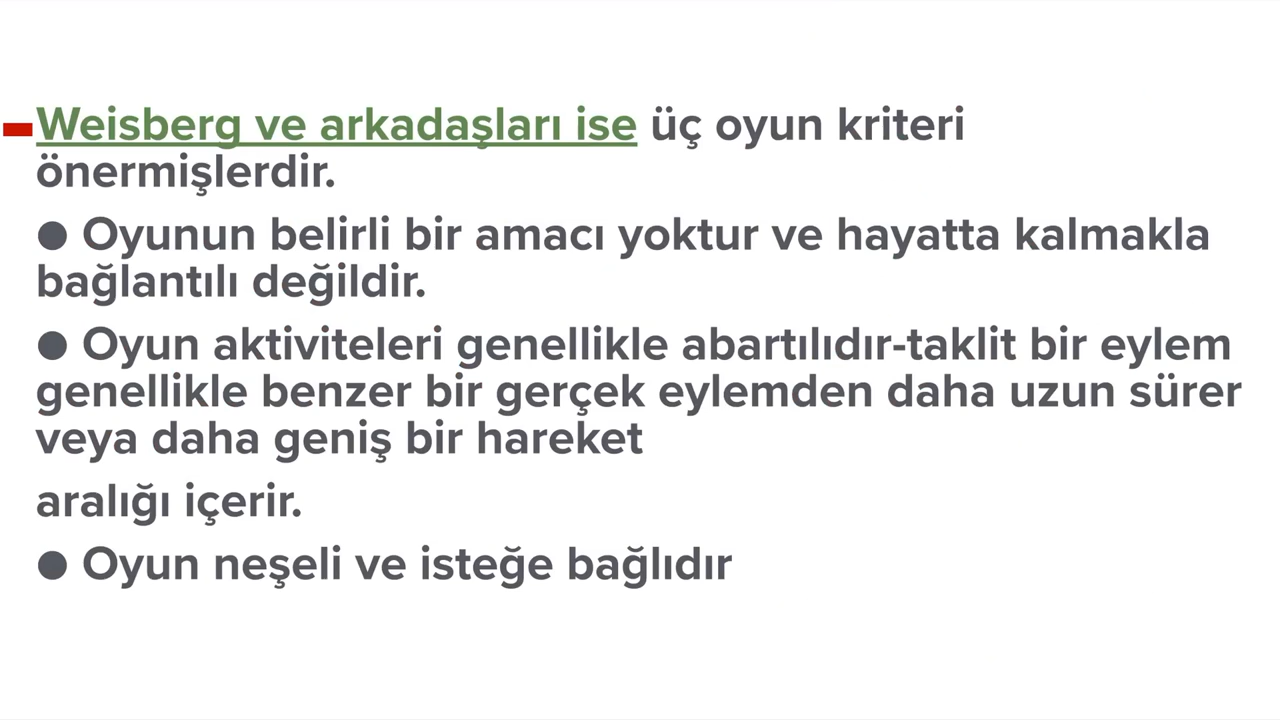 Weisberg ve arkadaşları ise üç oyun kriteri
önermişlerdir.
● Oyunun belirli bir amacı yoktur ve hayatta kalmakla
bağlantılı değildir.
● Oyun aktiviteleri genellikle abartılıdır-taklit bir eylem
genellikle benzer bir gerçek eylemden daha uzun sürer
veya daha geniş bir hareket
aralığı içerir.
● Oyun neşeli ve isteğe bağlıdır